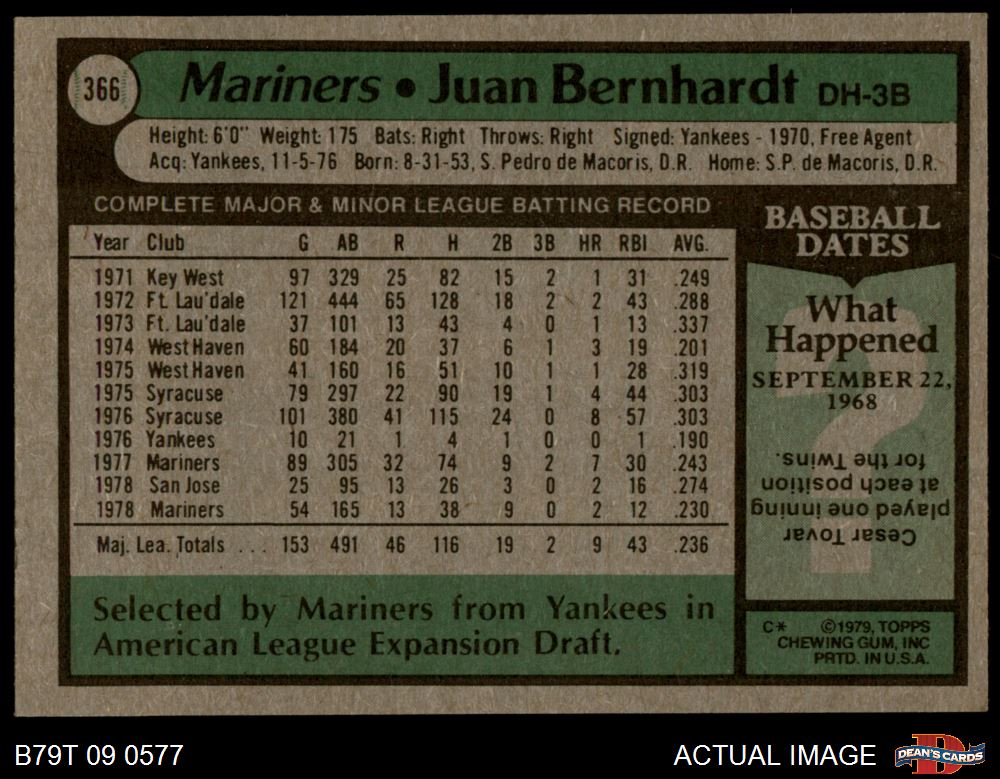 366
Mariners • Juan Bernhardt DH-3B
Height: 6'0" Weight: 175 Bats: Right Throws: Right Signed: Yankees - 1970, Free Agent
Acq: Yankees, 11-5-76 Born: 8-31-53, S. Pedro de Macoris, D.R. Home: S.P. de Macoris, D.R.
COMPLETE MAJOR & MINOR LEAGUE BATTING RECORD
Year Club G AB R H 2B 3B HR RBI AVG.
1971 Key West 97 329 25 82 15 2 1 31 .249
1972 Ft. Lau'dale 121 444 65 128 18 2 2 43 .288
1973 Ft. Lau'dale 37 101 13 43 4 0 1 13 .337
1974 West Haven 60 184 20 37 6 1 3 19 .201
1975 West Haven 41 160 16 51 10 1 1 28 .319
1975 Syracuse 79 297 22 90 19 1 4 44 .303
1976 Syracuse 101 380 41 115 24 0 8 57 .303
1976 Yankees 10 21 1 4 1 0 0 1 .190
1977 Mariners 89 305 32 74 9 2 7 30 .243
1978 San Jose 25 95 13 26 3 0 2 16 .274
1978 Mariners 54 165 13 38 9 0 2 12 .230
Maj. Lea. Totals ... 153 491 46 116 19 2 9 43 .236
Selected by Mariners from Yankees in
American League Expansion Draft.
BASEBALL
DATES
What
Happened
SEPTEMBER 22,
1968
?
Cesar Tovar
played one inning
at each position
for the Twins.
C* ©1979, TOPPS
CHEWING GUM, INC
PRTD. IN U.S.A.
B79T 09 0577
ACTUAL IMAGE
DEAN'S CARDS